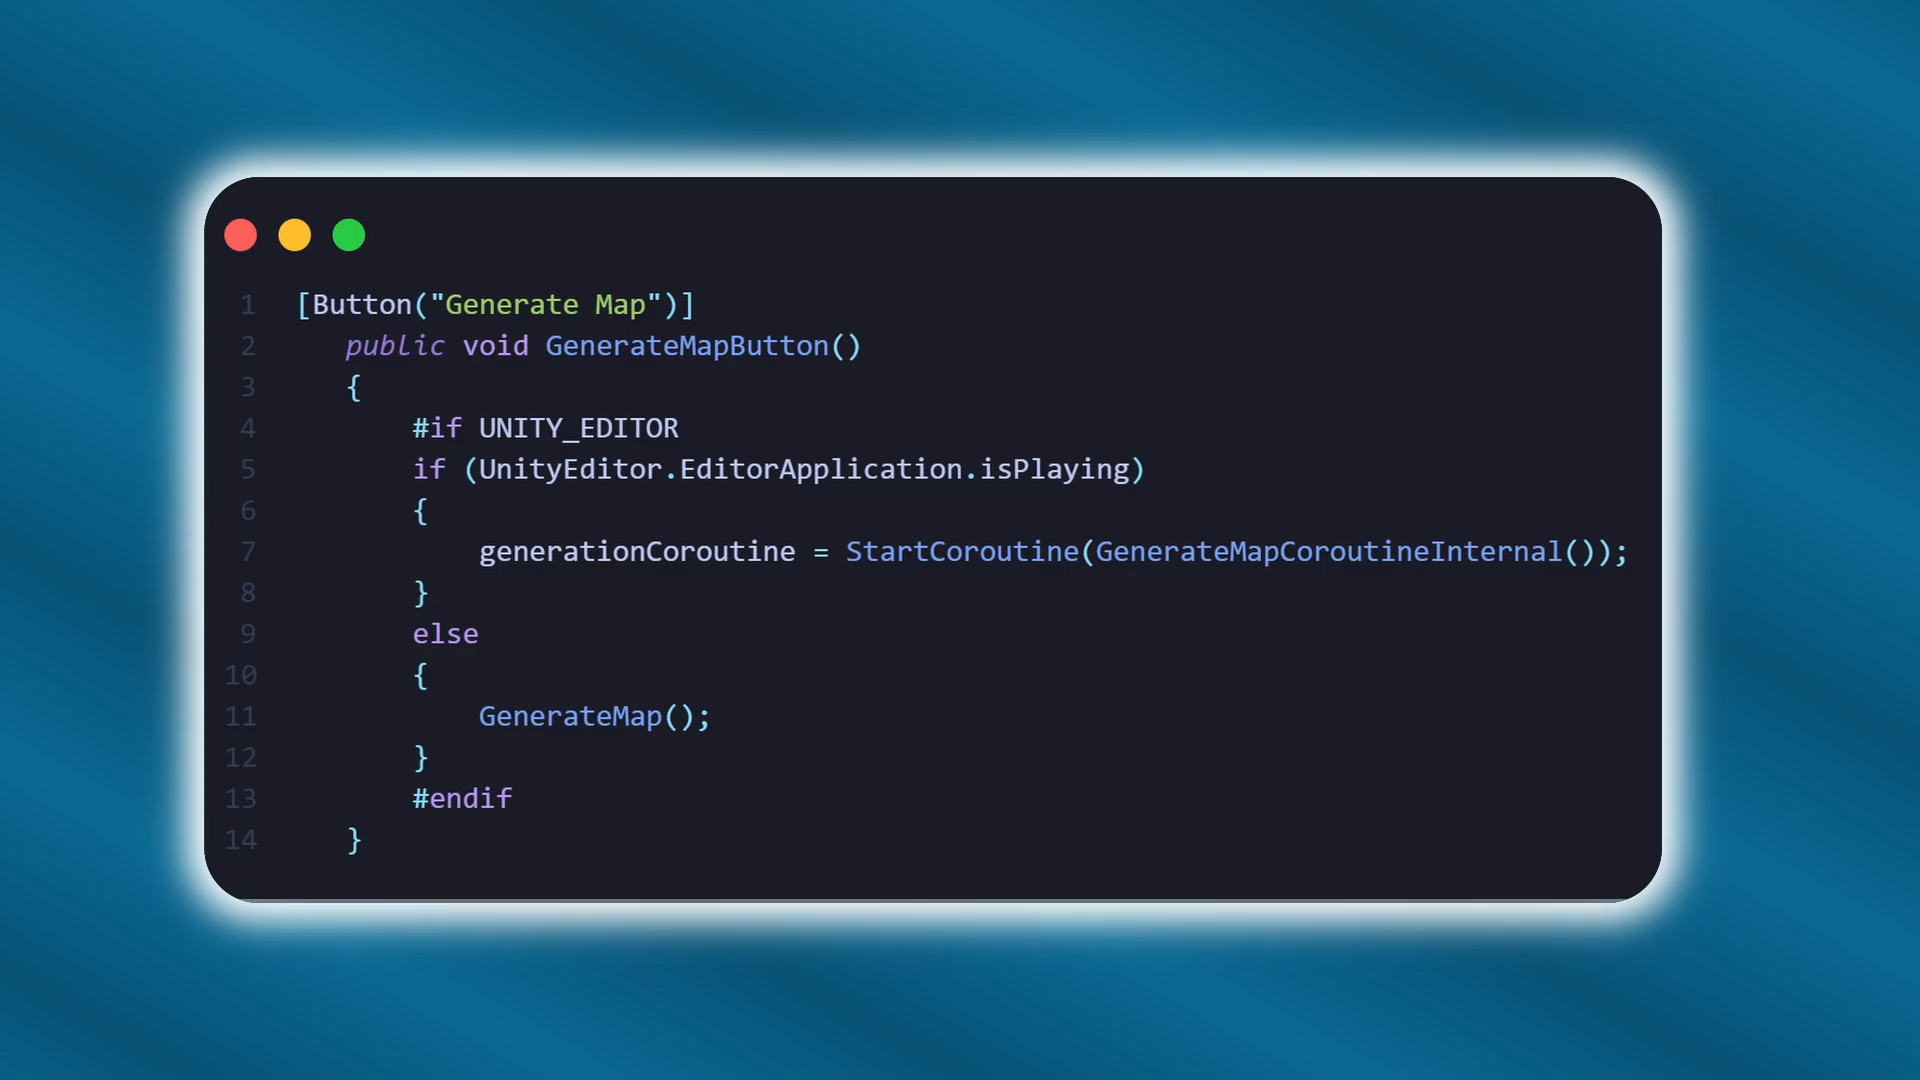 1 [Button("Generate Map")]
2 public void GenerateMapButton()
3 {
4 #if UNITY_EDITOR
5 if (UnityEditor.EditorApplication.isPlaying)
6 {
7 generationCoroutine = StartCoroutine(GenerateMapCoroutineInternal());
8 }
9 else
10 {
11 GenerateMap();
12 }
13 #endif
14 }